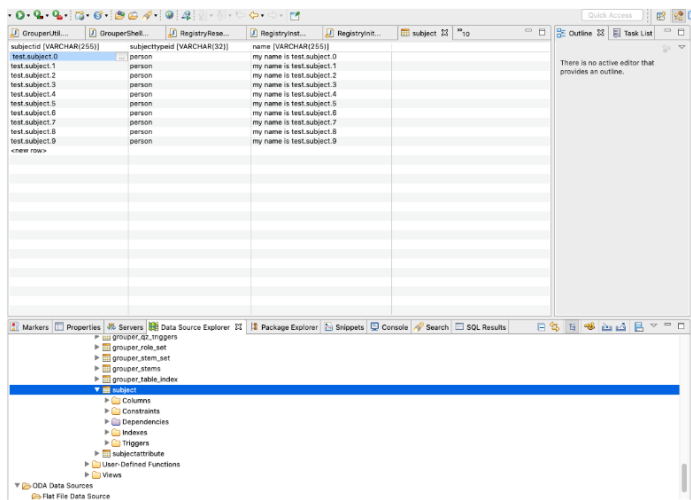 Quick Access
GrouperUtil.... GrouperShell... RegistryRese... RegistryInst... RegistryInit... subject "10
Outline Task List
subjectid [VARCHAR(255)] subjecttypeid [VARCHAR(32)] name [VARCHAR(255)]
test.subject.0 ... person my name is test.subject.0
test.subject.1 person my name is test.subject.1
test.subject.2 person my name is test.subject.2
test.subject.3 person my name is test.subject.3
test.subject.4 person my name is test.subject.4
test.subject.5 person my name is test.subject.5
test.subject.6 person my name is test.subject.6
test.subject.7 person my name is test.subject.7
test.subject.8 person my name is test.subject.8
test.subject.9 person my name is test.subject.9
<new row>
There is no active editor that
provides an outline.
Markers Properties Servers Data Source Explorer Package Explorer Snippets Console Search SQL Results
grouper_qz_triggers
grouper_role_set
grouper_stem_set
grouper_stems
grouper_table_index
subject
Columns
Constraints
Dependencies
Indexes
Triggers
subjectattribute
User-Defined Functions
Views
ODA Data Sources
Flat File Data Source